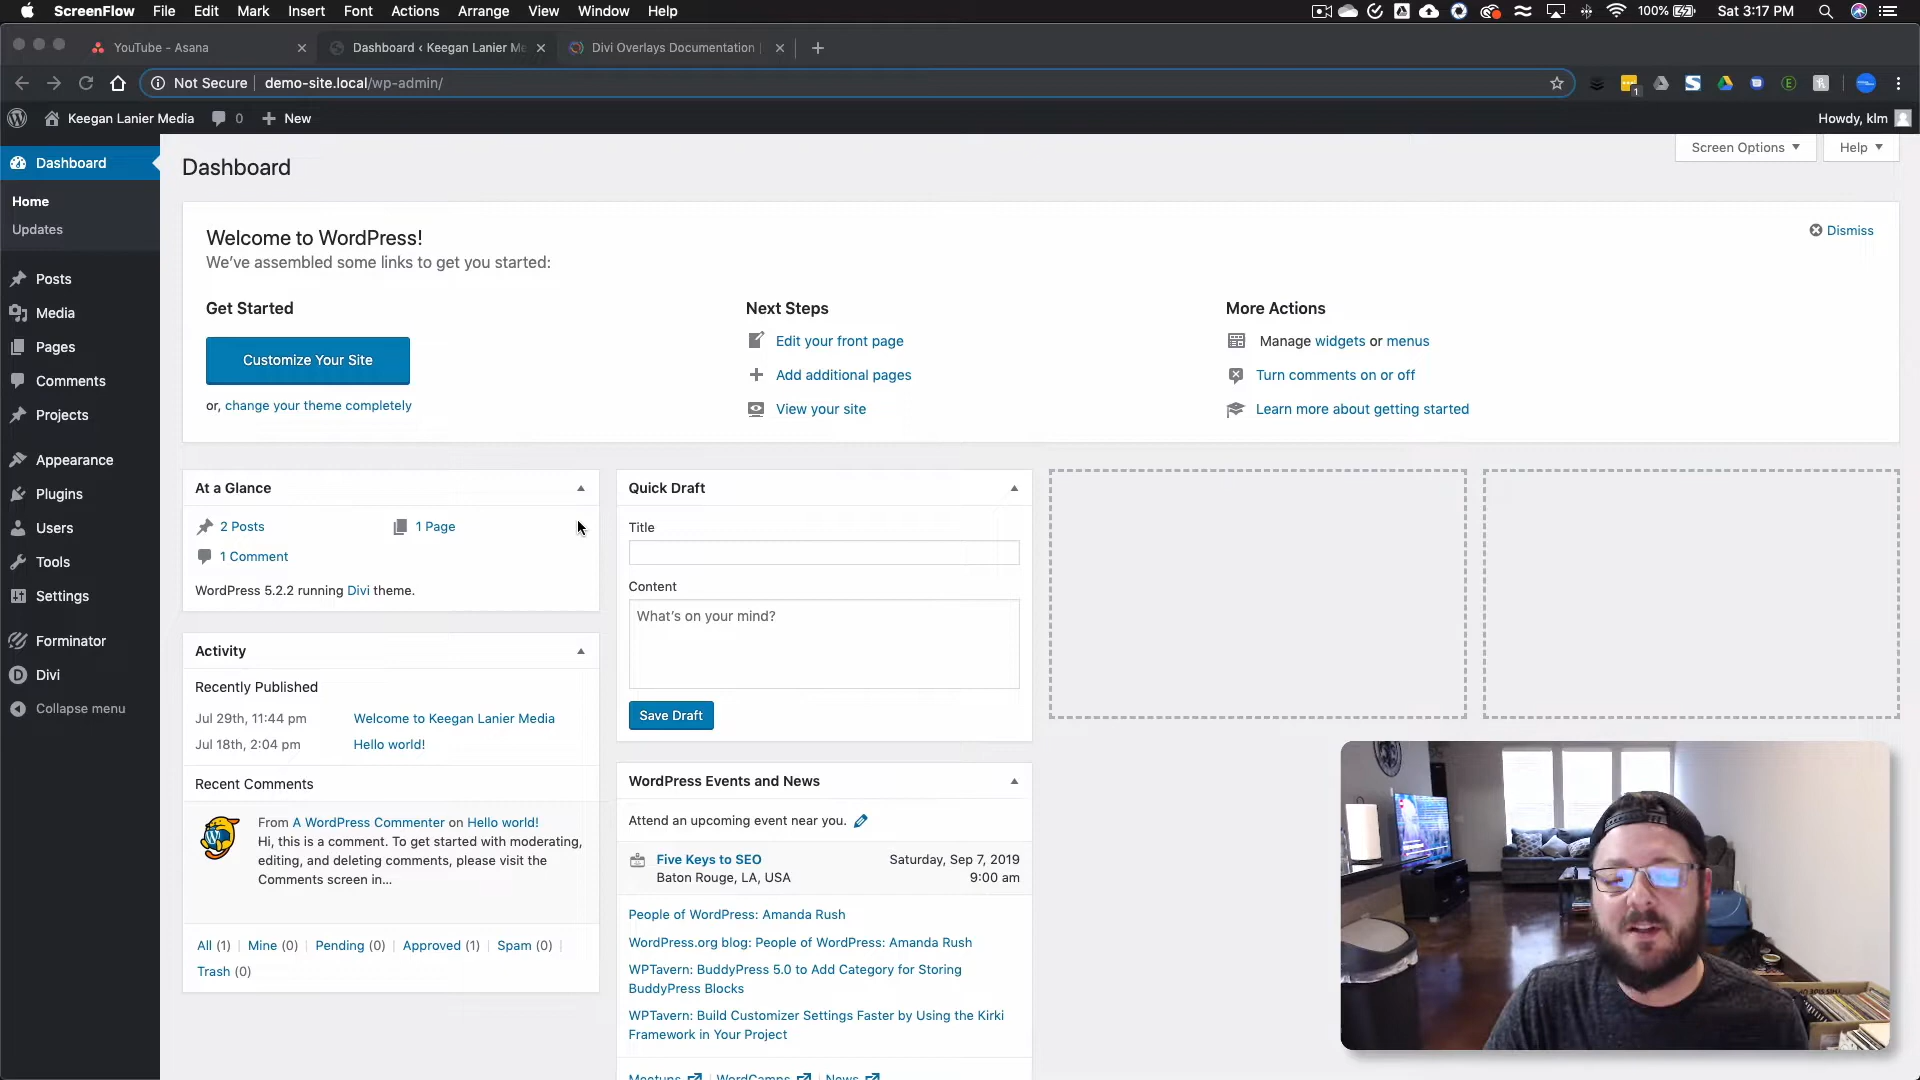 ScreenFlow File Edit Mark Insert Font Actions Arrange View Window Help 100% Sat 3:17 PM
YouTube - Asana Dashboard ‹ Keegan Lanier Me Divi Overlays Documentation
Not Secure demo-site.local/wp-admin/
Keegan Lanier Media 0 + New Howdy, klm
Dashboard
Home
Updates
Posts
Media
Pages
Comments
Projects
Appearance
Plugins
Users
Tools
Settings
Forminator
Divi
Collapse menu
Dashboard
Screen Options Help
Welcome to WordPress!
Dismiss
We've assembled some links to get you started:
Get Started
Customize Your Site
or, change your theme completely
Next Steps
Edit your front page
Add additional pages
View your site
More Actions
Manage widgets or menus
Turn comments on or off
Learn more about getting started
At a Glance
2 Posts 1 Page
1 Comment
WordPress 5.2.2 running Divi theme.
Activity
Recently Published
Jul 29th, 11:44 pm Welcome to Keegan Lanier Media
Jul 18th, 2:04 pm Hello world!
Recent Comments
From A WordPress Commenter on Hello world!
Hi, this is a comment. To get started with moderating,
editing, and deleting comments, please visit the
Comments screen in...
All (1) | Mine (0) | Pending (0) | Approved (1) | Spam (0) |
Trash (0)
Quick Draft
Title
Content
What's on your mind?
Save Draft
WordPress Events and News
Attend an upcoming event near you.
Five Keys to SEO Saturday, Sep 7, 2019
Baton Rouge, LA, USA 9:00 am
People of WordPress: Amanda Rush
WordPress.org blog: People of WordPress: Amanda Rush
WPTavern: BuddyPress 5.0 to Add Category for Storing
BuddyPress Blocks
WPTavern: Build Customizer Settings Faster by Using the Kirki
Framework in Your Project
Meetups | WordCamps | News